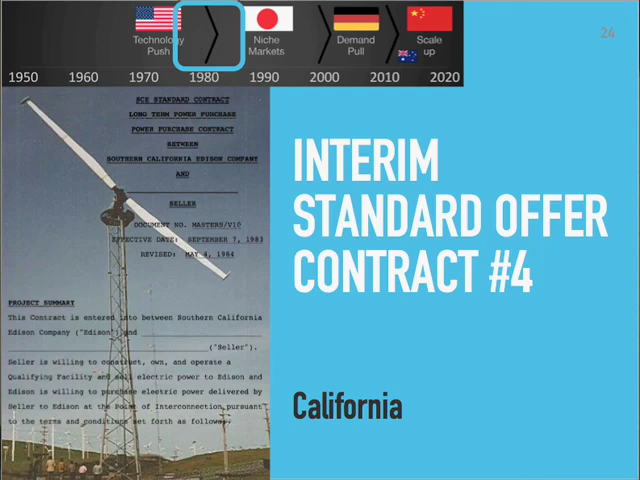 24
Technology
Push
Niche
Markets
Demand
Pull
Scale
up
1950 1960 1970 1980 1990 2000 2010 2020
SCE STANDARD CONTRACT
LONG TERM POWER PURCHASE
POWER PURCHASE CONTRACT
BETWEEN
SOUTHERN CALIFORNIA EDISON COMPANY
AND
SELLER
DOCUMENT NO. MASTERS/V10
EFFECTIVE DATE: SEPTEMBER 7, 1983
REVISED: MAY 4, 1984
PROJECT SUMMARY
This Contract is entered into between Southern California
Edison Company ("Edison") and
("Seller").
Seller is willing to construct, own, and operate a
Qualifying Facility and sell electric power to Edison and
Edison is willing to purchase electric power delivered by
Seller to Edison at the Point of Interconnection pursuant
to the terms and conditions set forth as follows:
INTERIM
STANDARD OFFER
CONTRACT #4
California